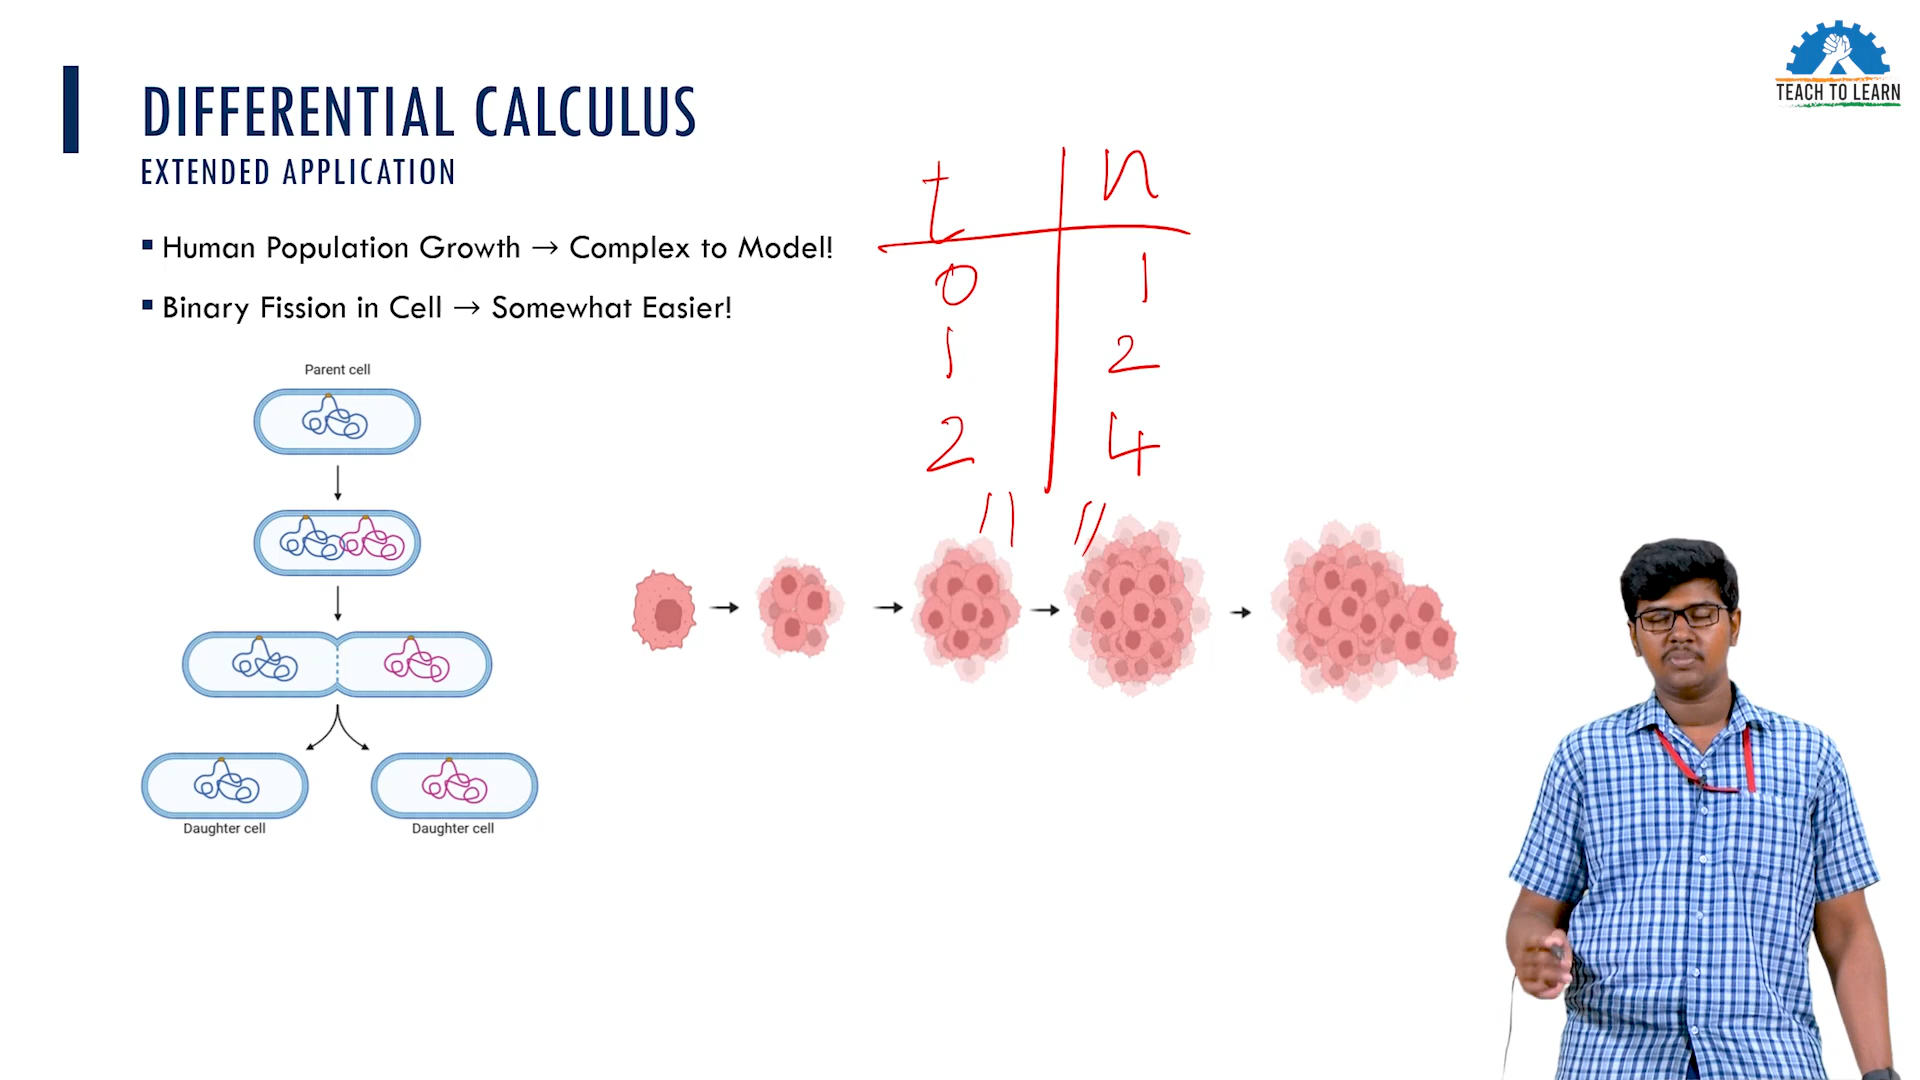 DIFFERENTIAL CALCULUS
EXTENDED APPLICATION
▪ Human Population Growth → Complex to Model!
▪ Binary Fission in Cell → Somewhat Easier!
Parent cell
Daughter cell Daughter cell
t n
0 1
1 2
2 4
TEACH TO LEARN